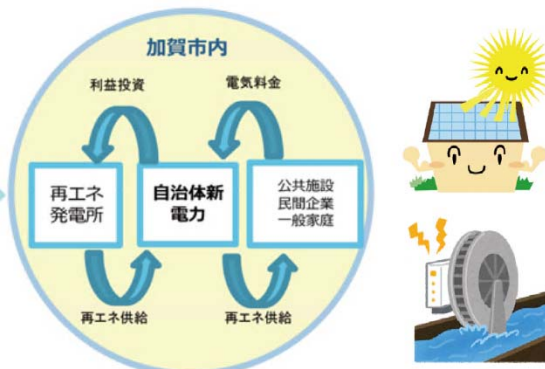 加賀市内
利益投資
電気料金
再エネ
発電所
自治体新
電力
公共施設
民間企業
一般家庭
再エネ供給
再エネ供給